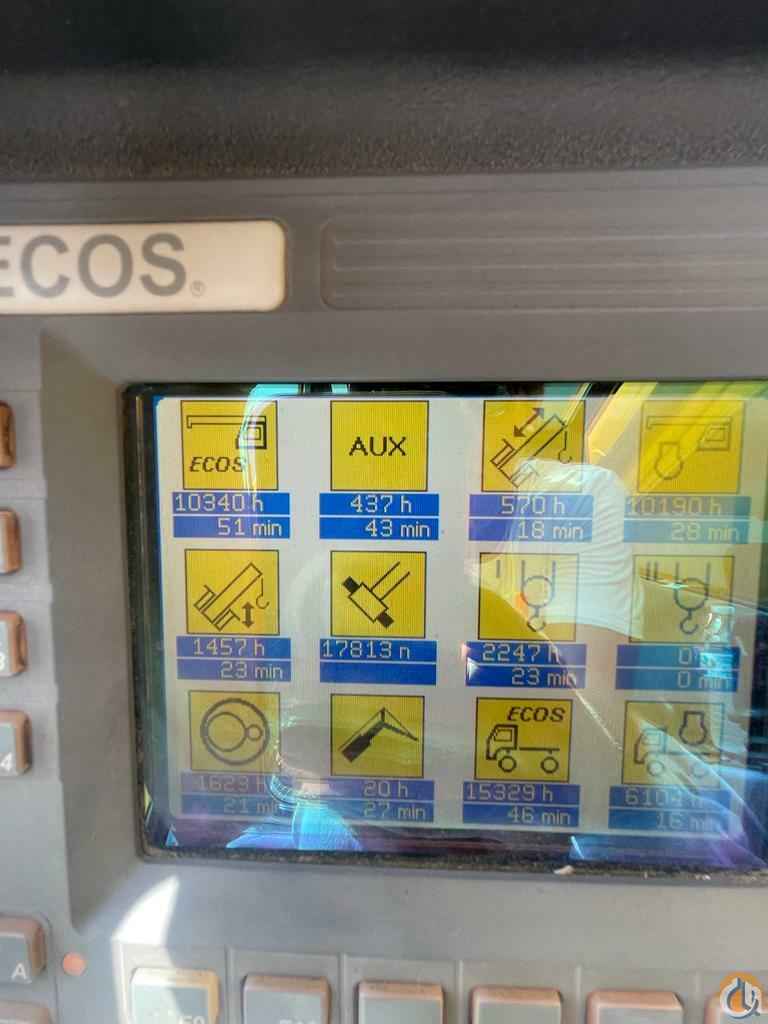 ECOS®
ECOS AUX
10340 h 437 h 570 h 10190 h
51 min 43 min 18 min 28 min
1457 h 17813 n 2247 h 0
23 min 23 min 0 min
ECOS
1623 h 20 h 15329 h
21 min 27 min 46 min 16 min
4
A